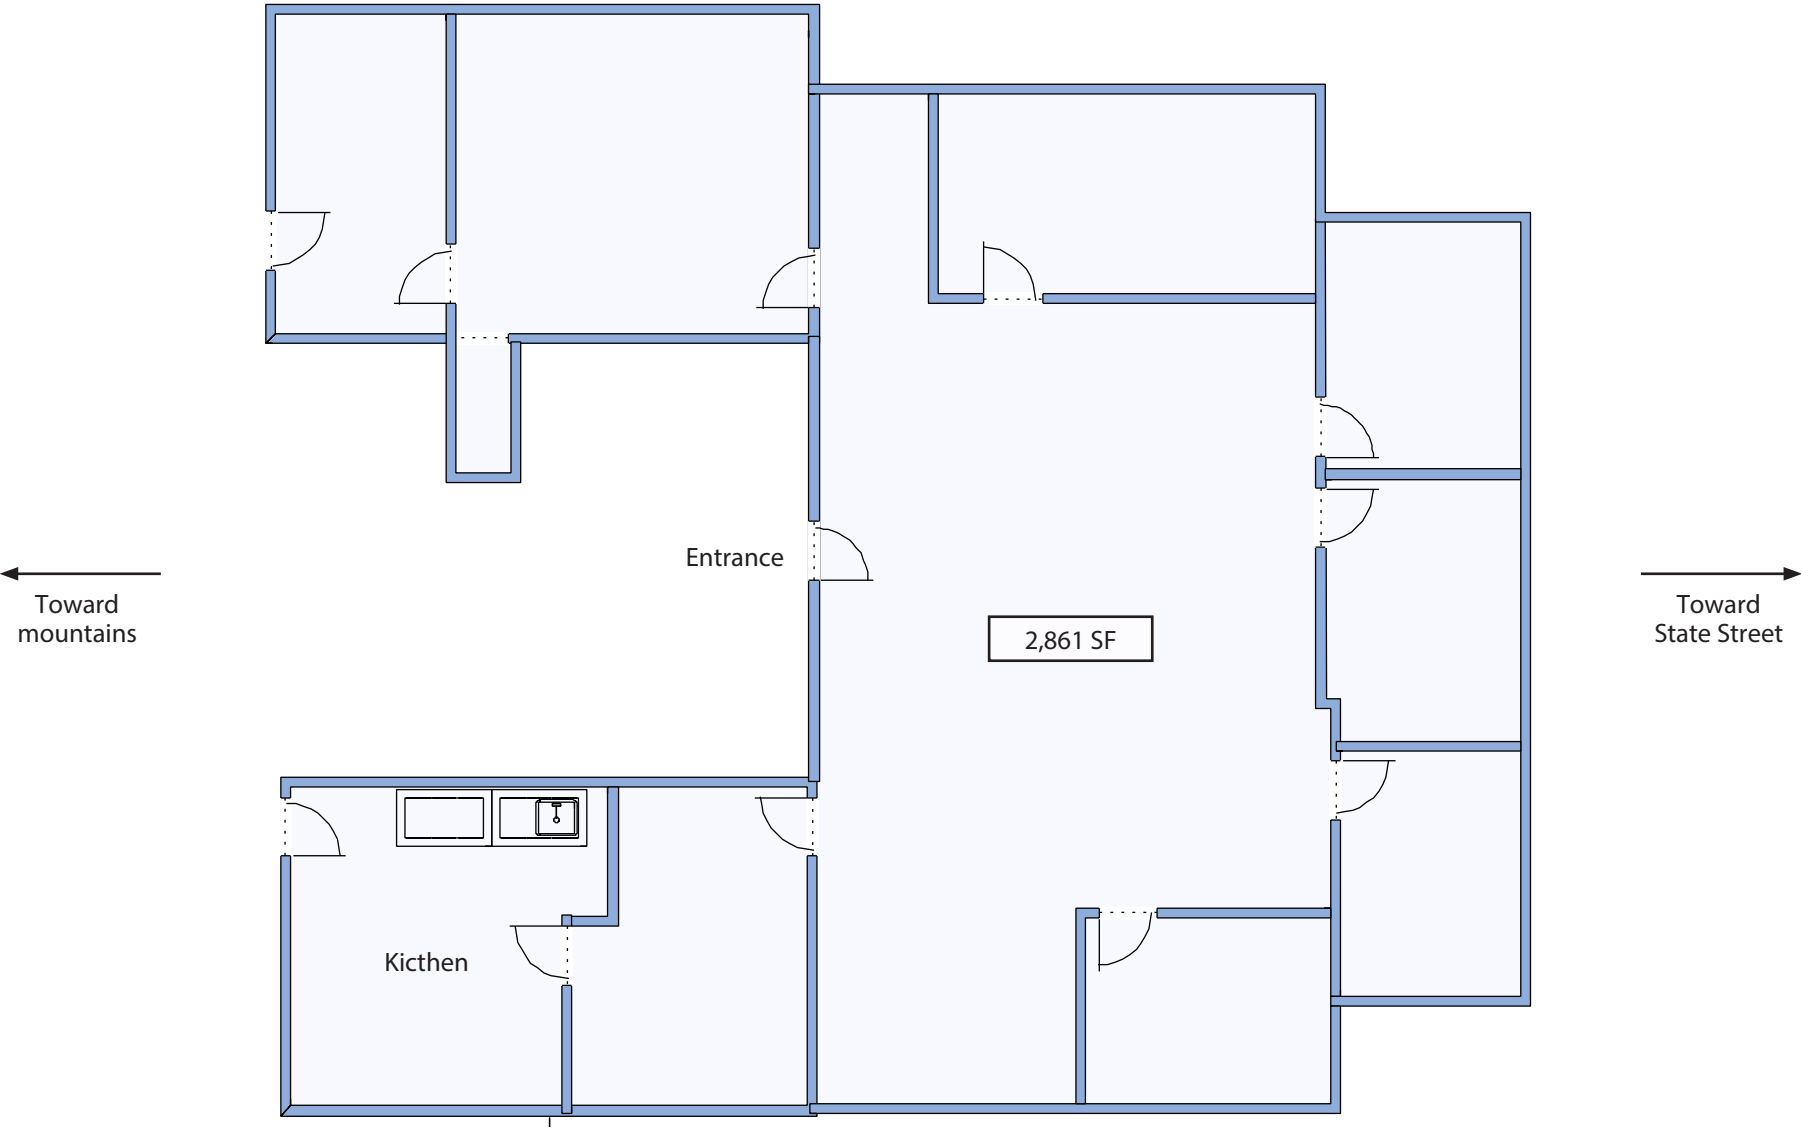 Entrance
Toward
mountains
2,861 SF
Toward
State Street
Kicthen